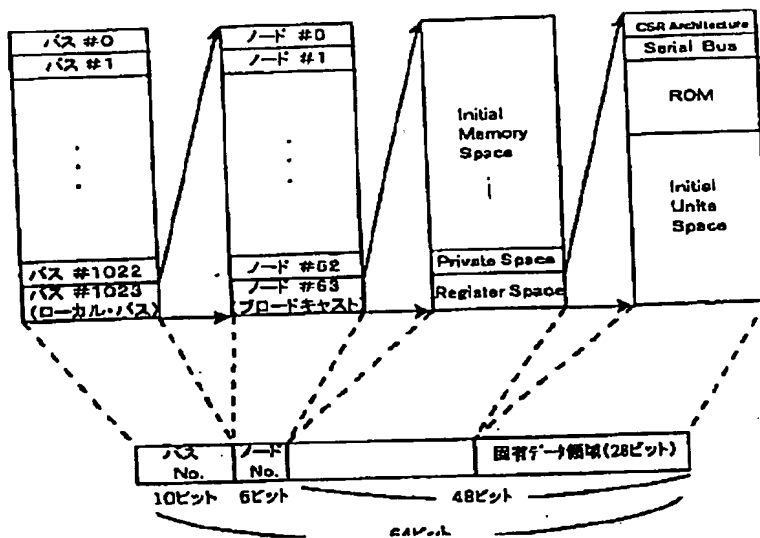 バス #0
バス #1
バス #1022
バス #1023
(ローカル・バス)
ノード #0
ノード #1
ノード #62
ノード #63
(ブロードキャスト)
Initial
Memory
Space
Private Space
Register Space
CSR Architecture
Serial Bus
ROM
Initial
Units
Space
バス
No.
ノード
No.
固有データ領域(28ビット)
10ビット
6ビット
48ビット
64ビット